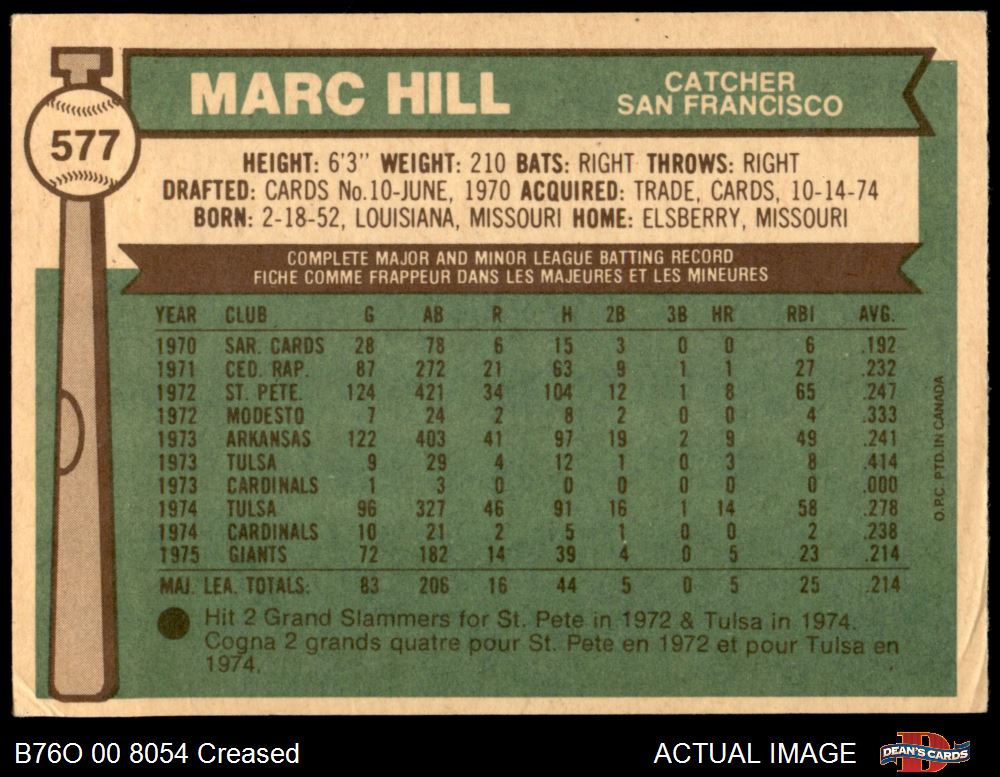 577
MARC HILL
CATCHER
SAN FRANCISCO
HEIGHT: 6'3" WEIGHT: 210 BATS: RIGHT THROWS: RIGHT
DRAFTED: CARDS No.10-JUNE, 1970 ACQUIRED: TRADE, CARDS, 10-14-74
BORN: 2-18-52, LOUISIANA, MISSOURI HOME: ELSBERRY, MISSOURI
COMPLETE MAJOR AND MINOR LEAGUE BATTING RECORD
FICHE COMME FRAPPEUR DANS LES MAJEURES ET LES MINEURES
YEAR CLUB G AB R H 2B 3B HR RBI AVG.
1970 SAR. CARDS 28 78 6 15 3 0 0 6 .192
1971 CED. RAP. 87 272 21 63 9 1 1 27 .232
1972 ST. PETE. 124 421 34 104 12 1 8 65 .247
1972 MODESTO 7 24 2 8 2 0 0 4 .333
1973 ARKANSAS 122 403 41 97 19 2 9 49 .241
1973 TULSA 9 29 4 12 1 0 3 8 .414
1973 CARDINALS 1 3 0 0 0 0 0 0 .000
1974 TULSA 96 327 46 91 16 1 14 58 .278
1974 CARDINALS 10 21 2 5 1 0 0 2 .238
1975 GIANTS 72 182 14 39 4 0 5 23 .214
MAJ. LEA. TOTALS: 83 206 16 44 5 0 5 25 .214
Hit 2 Grand Slammers for St. Pete in 1972 & Tulsa in 1974.
Cogna 2 grands quatre pour St. Pete en 1972 et pour Tulsa en
1974.
O.P.C. PTD.IN CANADA
B76O 00 8054 Creased
ACTUAL IMAGE
DEAN'S CARDS